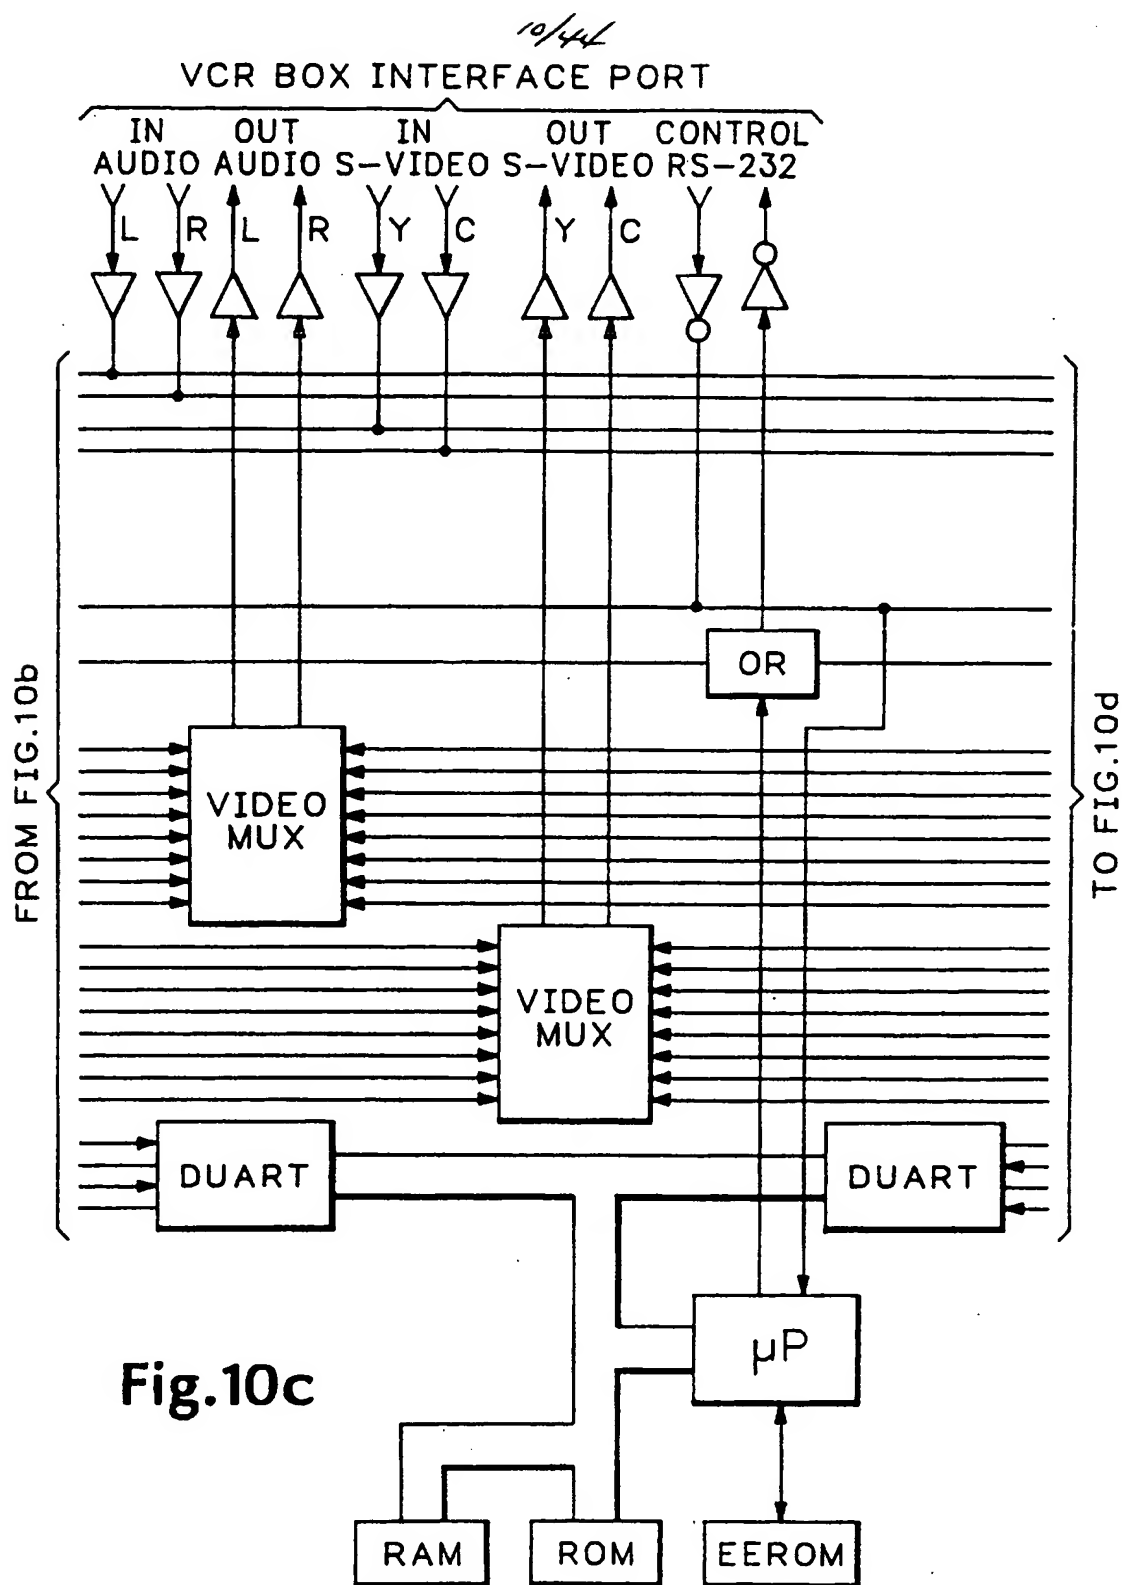 10/44
VCR BOX INTERFACE PORT
IN OUT IN OUT CONTROL
AUDIO AUDIO S-VIDEO S-VIDEO RS-232
L R L R Y C Y C
OR
FROM FIG.10b
TO FIG.10d
VIDEO
MUX
VIDEO
MUX
DUART
DUART
µP
Fig.10c
RAM
ROM
EEROM